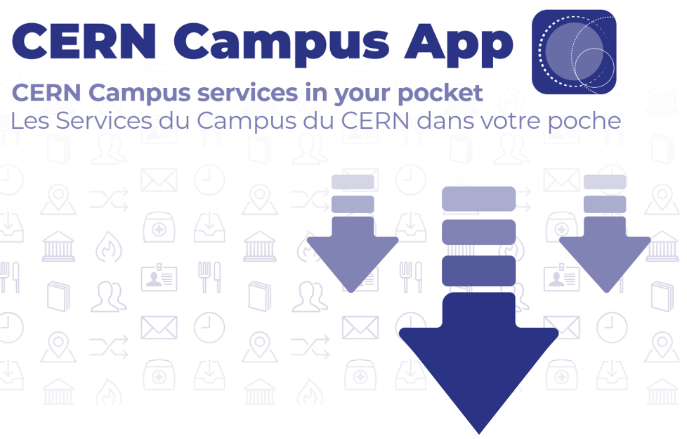 CERN Campus App
CERN Campus services in your pocket
Les Services du Campus du CERN dans votre poche